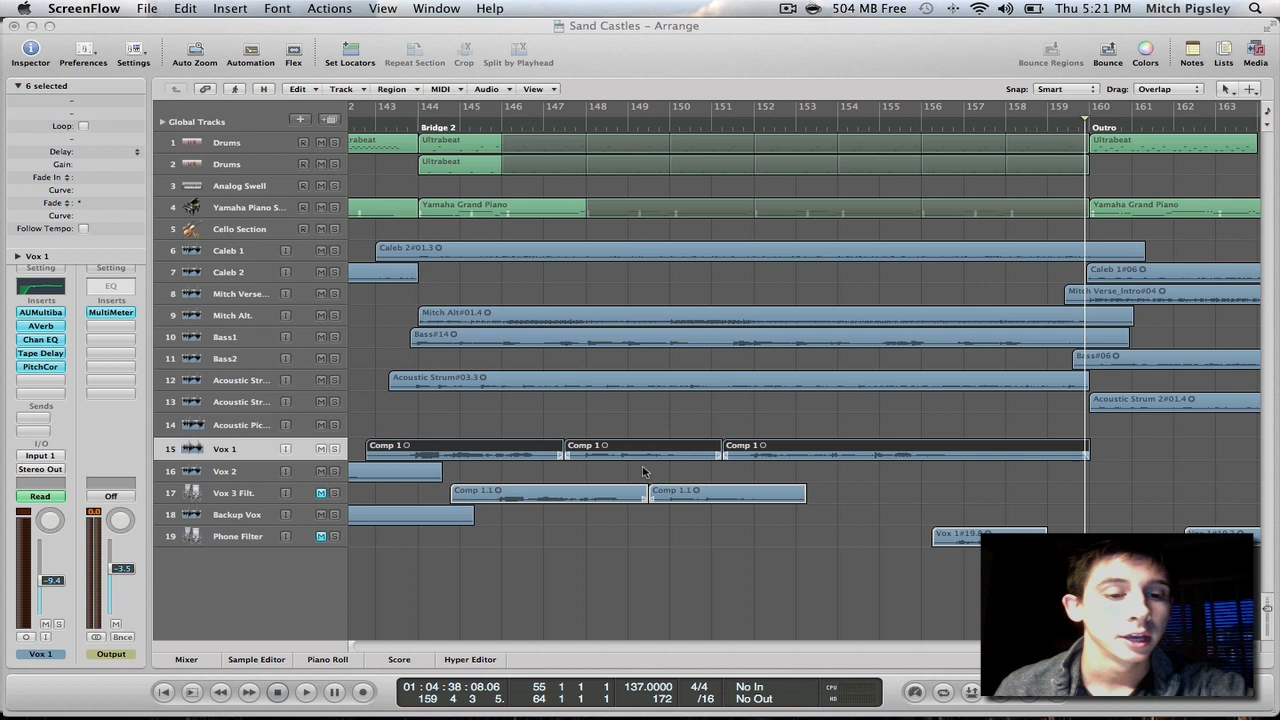 ScreenFlow File Edit Insert Font Actions View Window Help 504 MB Free Thu 5:21 PM Mitch Pigsley
Sand Castles - Arrange
Inspector Preferences Settings Auto Zoom Automation Flex Set Locators Repeat Section Crop Split by Playhead Bounce Regions Bounce Colors Notes Lists Media
6 selected
Edit Track Region MIDI Audio View Snap: Smart Drag: Overlap
H
2 143 144 145 146 147 148 149 150 151 152 153 154 155 156 157 158 159 160 161 162 163
Global Tracks
Bridge 2 Outro
Loop:
Delay:
Gain:
Fade In
Curve:
Fade
Curve:
Follow Tempo:
1 Drums R M S rabeat Ultrabeat Ultrabeat
2 Drums R M S Ultrabeat
3 Analog Swell R M S
4 Yamaha Piano S... R M S Yamaha Grand Piano Yamaha Grand Piano
5 Cello Section R M S
6 Caleb 1 I M S Caleb 2#01.3
7 Caleb 2 I M S Caleb 1#06
8 Mitch Verse... I M S Mitch Verse_Intro#04
9 Mitch Alt. I M S Mitch Alt#01.4
10 Bass1 I M S Bass#14
11 Bass2 I M S Bass#06
12 Acoustic Str... I M S Acoustic Strum#03.3
13 Acoustic Str... I M S Acoustic Strum 2#01.4
14 Acoustic Pic... I M S
15 Vox 1 I M S Comp 1 Comp 1 Comp 1
16 Vox 2 I M S
17 Vox 3 Filt. I M S Comp 1.1 Comp 1.1
18 Backup Vox I M S
19 Phone Filter I M S Vox 1#19.8
Vox 1
Setting Setting
EQ
Inserts Inserts
AUMultiba MultiMeter
AVerb
Chan EQ
Tape Delay
PitchCor
Sends
I/O
Input 1
Stereo Out
Read Off
0.0
-9.4 -3.5
M S M
I Bnce
Vox 1 Output
Mixer Sample Editor Piano Roll Score Hyper Editor
01:04:38:08.06 55 1 1 1 137.0000 4/4 No In CPU
159 4 3 5. 64 1 1 1 172 /16 No Out HD